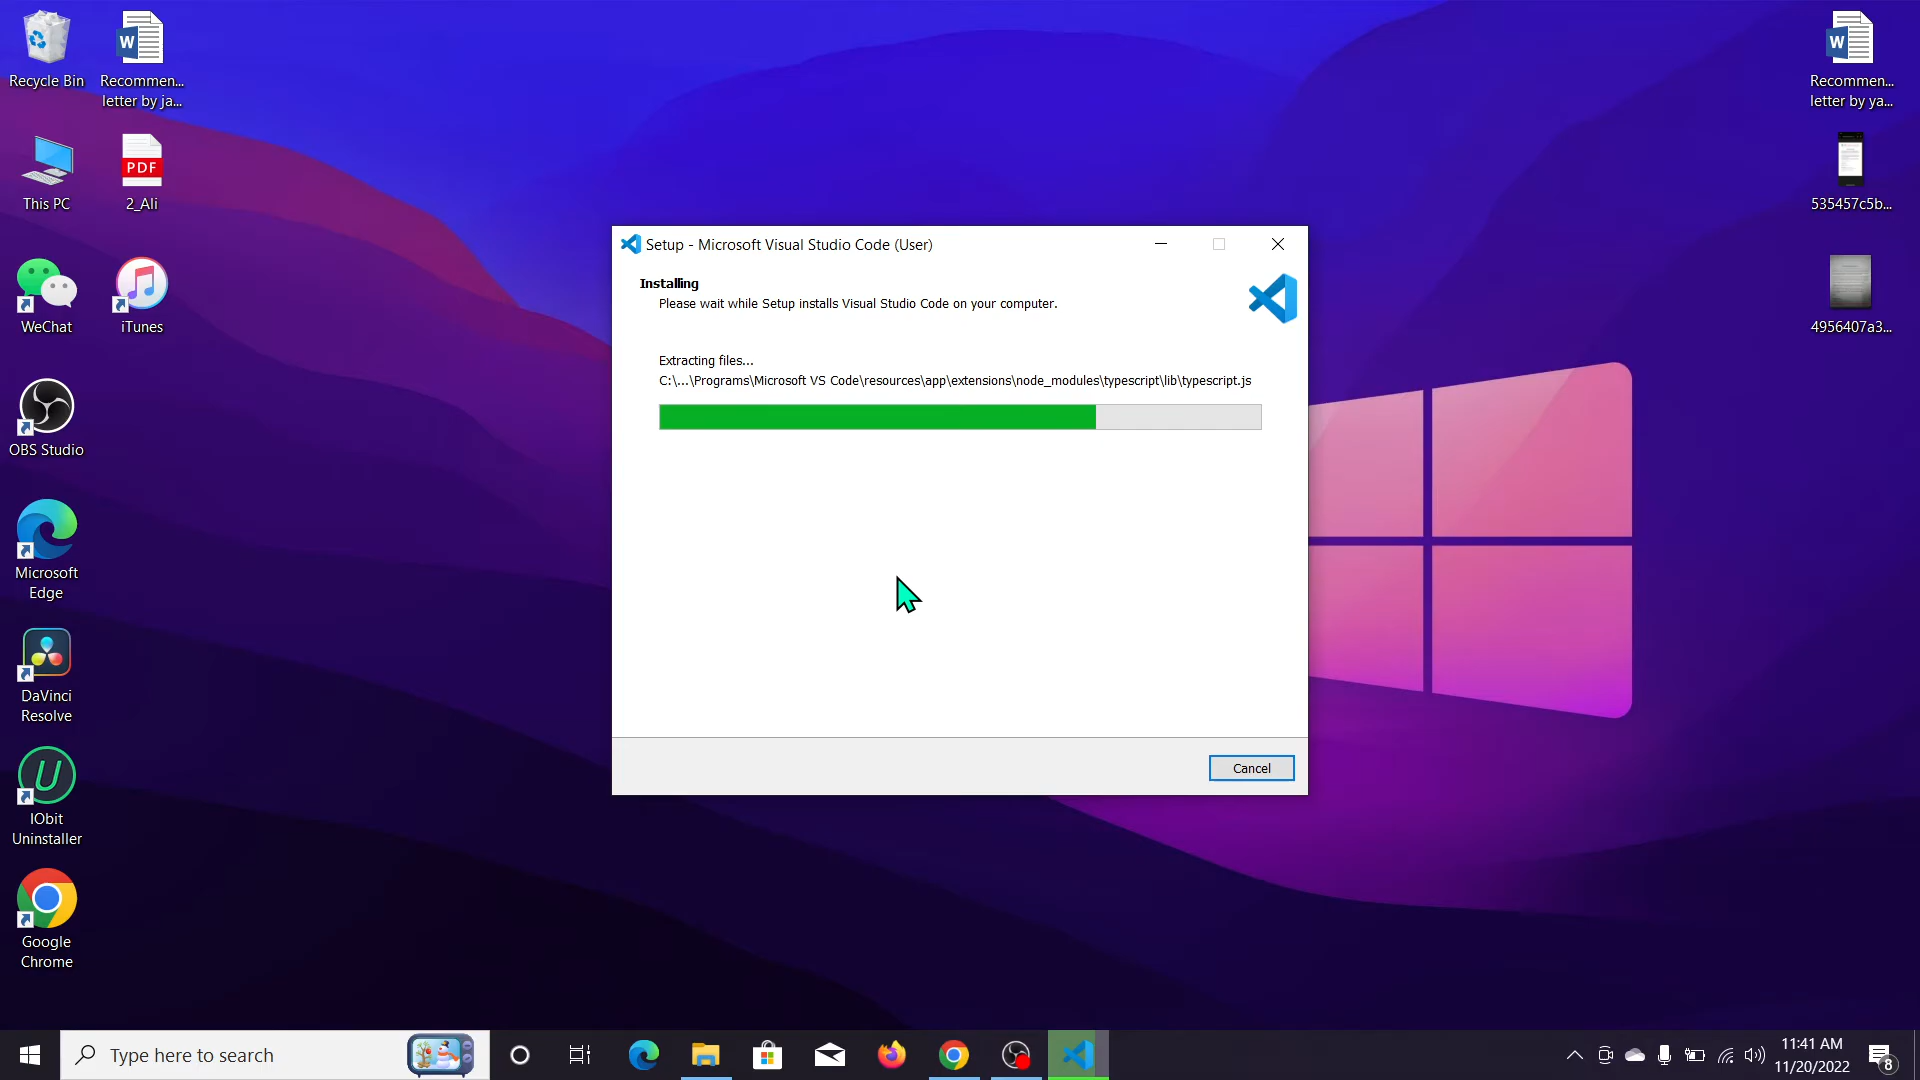 Recycle Bin
Recommen...
letter by ja...
This PC
PDF
2_Ali
WeChat
iTunes
OBS Studio
Microsoft
Edge
DaVinci
Resolve
IObit
Uninstaller
Google
Chrome
Setup - Microsoft Visual Studio Code (User)
Installing
Please wait while Setup installs Visual Studio Code on your computer.
Extracting files...
C:\...\Programs\Microsoft VS Code\resources\app\extensions\node_modules\typescript\lib\typescript.js
Cancel
Recommen...
letter by ya...
535457c5b...
4956407a3...
Type here to search
11:41 AM
11/20/2022
8